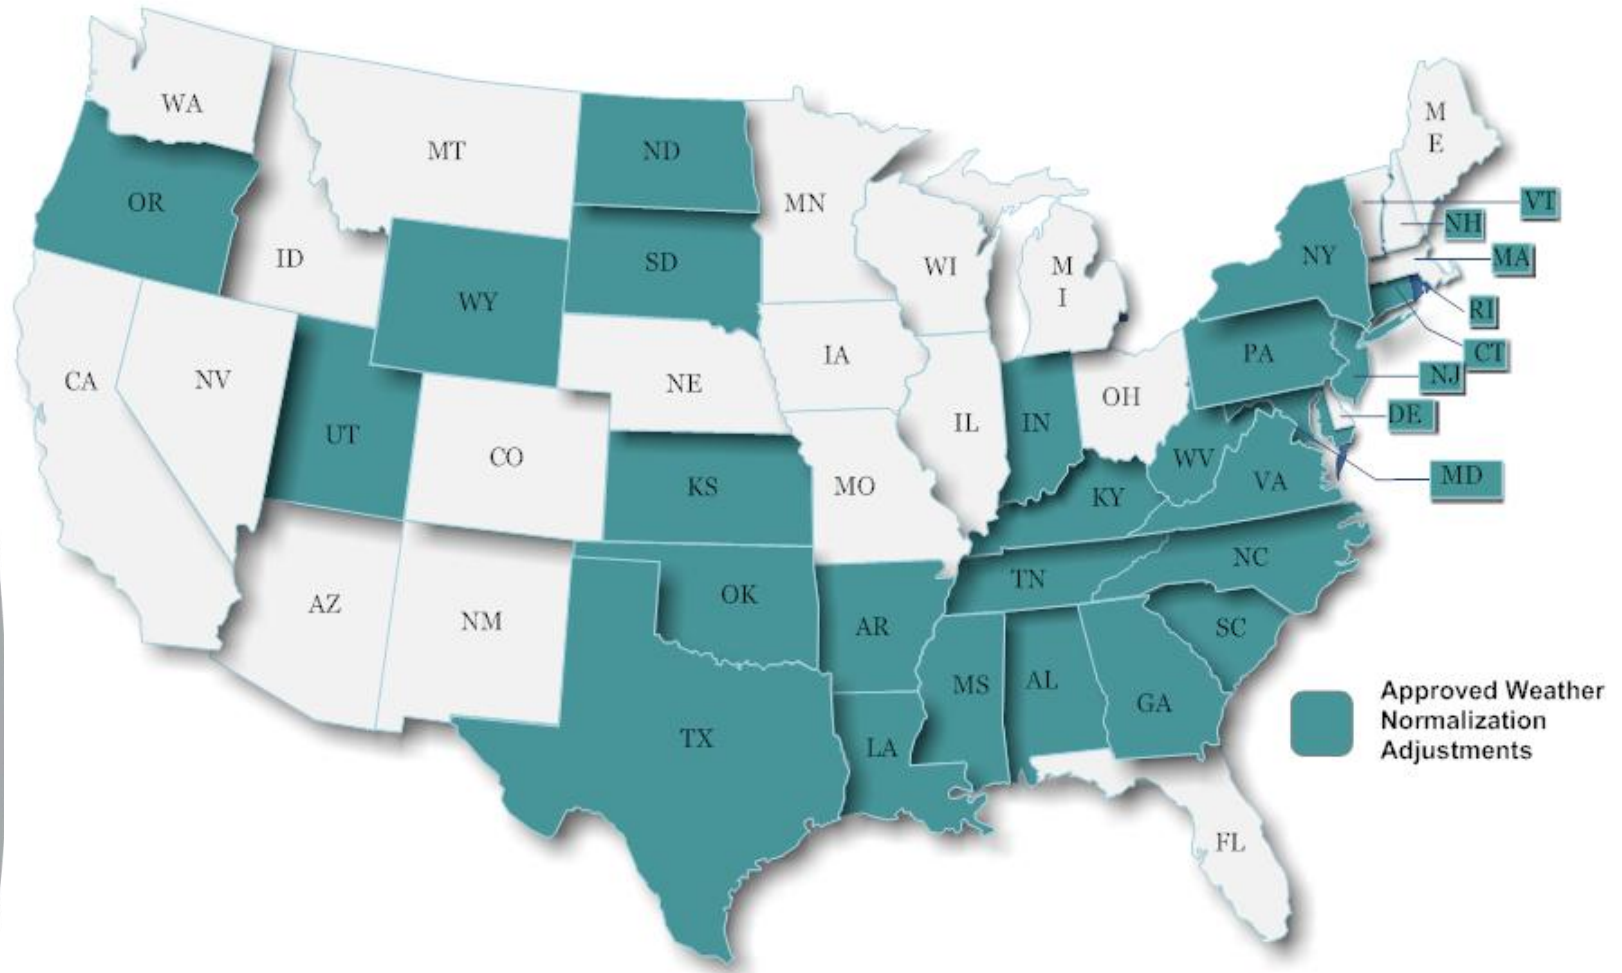 WA
MT
ND
MN
OR
ID
WY
SD
WI
M
I
M
E
VT
NH
NY
MA
RI
CT
CA
NV
UT
CO
NE
IA
IL
IN
OH
PA
NJ
DE
MD
KS
MO
KY
WV
VA
AZ
NM
OK
AR
TN
NC
SC
TX
LA
MS
AL
GA
FL
Approved Weather
Normalization
Adjustments